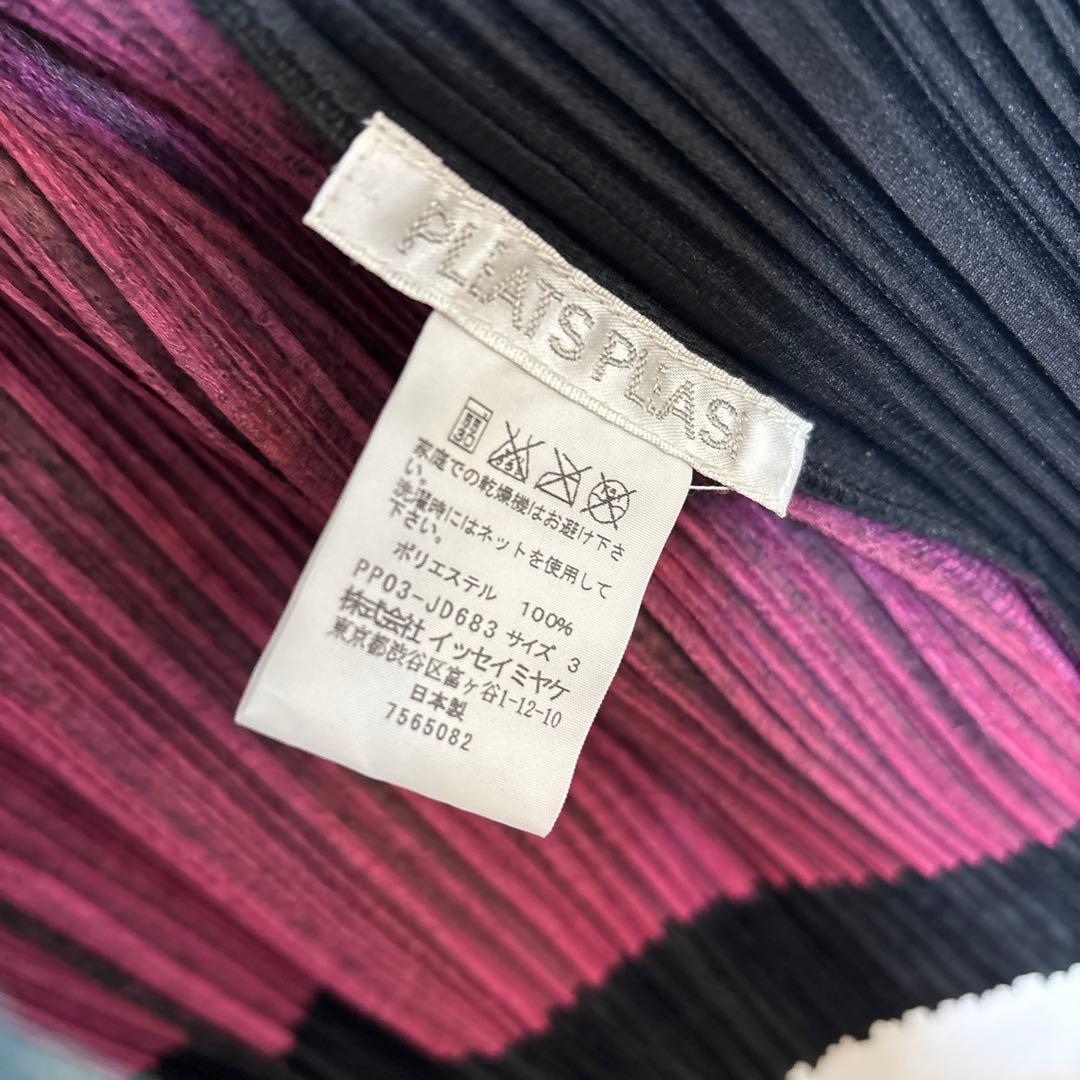 PLEATS PLEAS
家庭での乾燥機はお避け下さ
い。
洗濯時にはネットを使用して
下さい。
ポリエステル 100%
PP03-JD683 サイズ 3
株式会社 イッセイミヤケ
東京都渋谷区富ヶ谷1-12-10
日本製
7565082